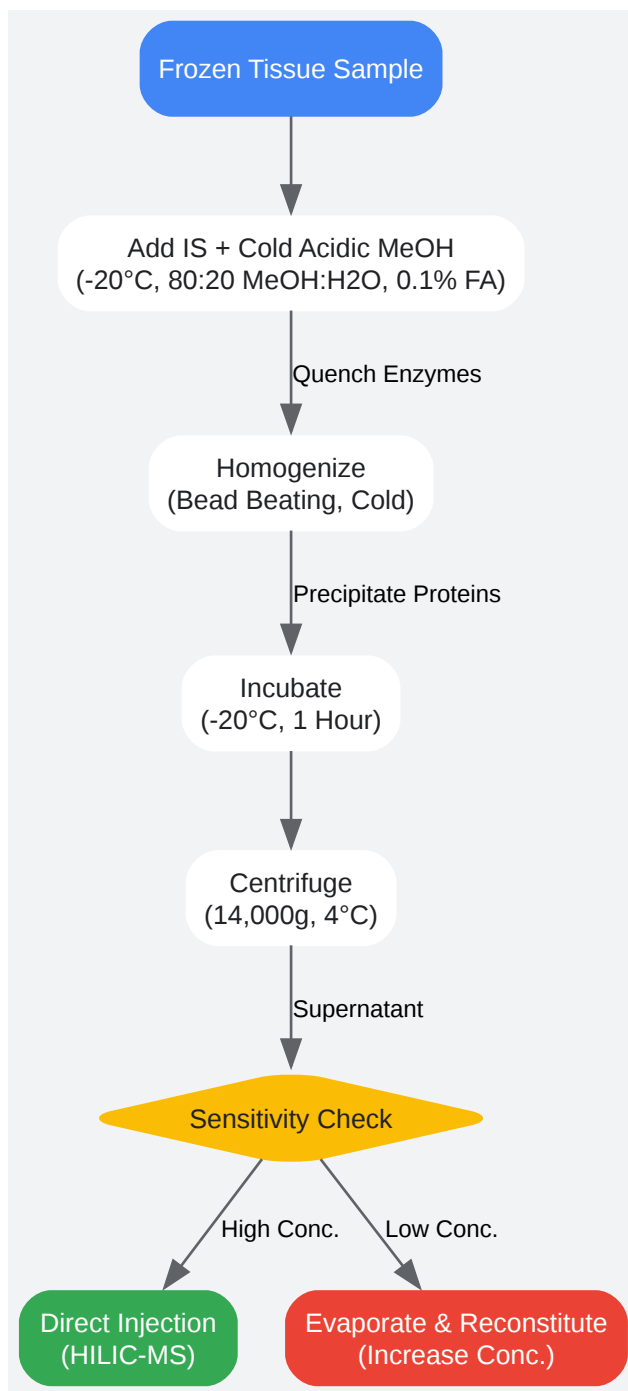 Frozen Tissue Sample
Add IS + Cold Acidic MeOH
(-20°C, 80:20 MeOH:H2O, 0.1% FA)
Quench Enzymes
Homogenize
(Bead Beating, Cold)
Precipitate Proteins
Incubate
(-20°C, 1 Hour)
Centrifuge
(14,000g, 4°C)
Supernatant
Sensitivity Check
High Conc.
Low Conc.
Direct Injection
(HILIC-MS)
Evaporate & Reconstitute
(Increase Conc.)